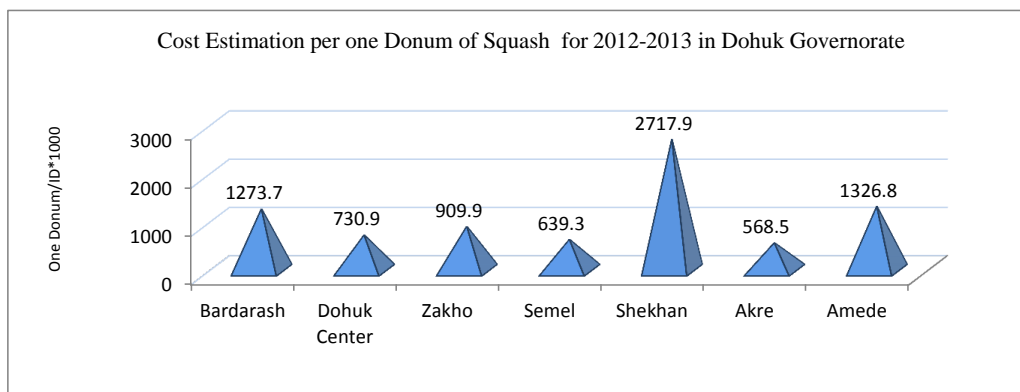 Cost Estimation per one Donum of Squash for 2012-2013 in Dohuk Governorate
One Donum/ID*1000
3000
2000
1000
0
1273.7
730.9
909.9
639.3
2717.9
568.5
1326.8
Bardarash
Dohuk
Center
Zakho
Semel
Shekhan
Akre
Amede